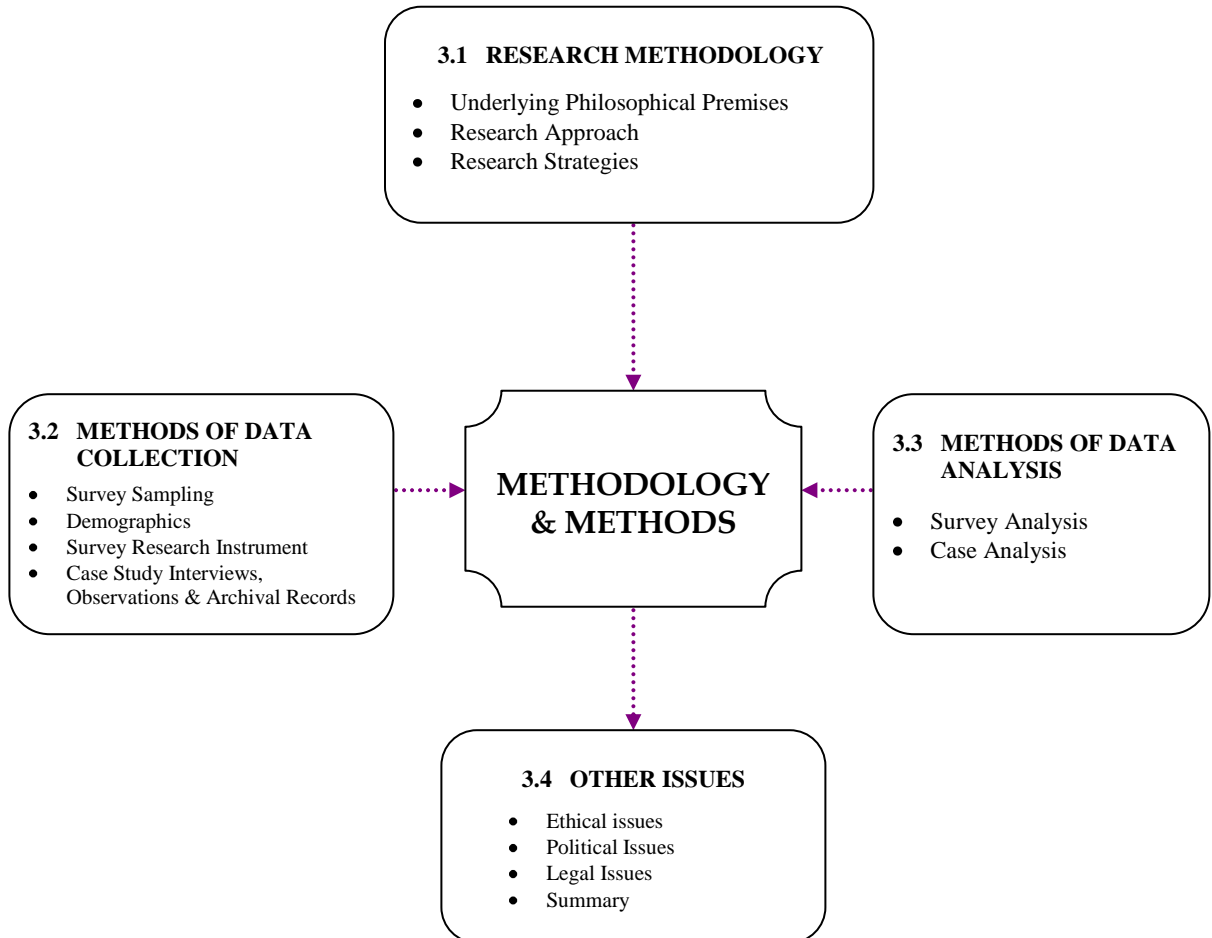 3.1 RESEARCH METHODOLOGY
• Underlying Philosophical Premises
• Research Approach
• Research Strategies
3.2 METHODS OF DATA
COLLECTION
• Survey Sampling
• Demographics
• Survey Research Instrument
• Case Study Interviews,
Observations & Archival Records
METHODOLOGY
& METHODS
3.3 METHODS OF DATA
ANALYSIS
• Survey Analysis
• Case Analysis
3.4 OTHER ISSUES
• Ethical issues
• Political Issues
• Legal Issues
• Summary